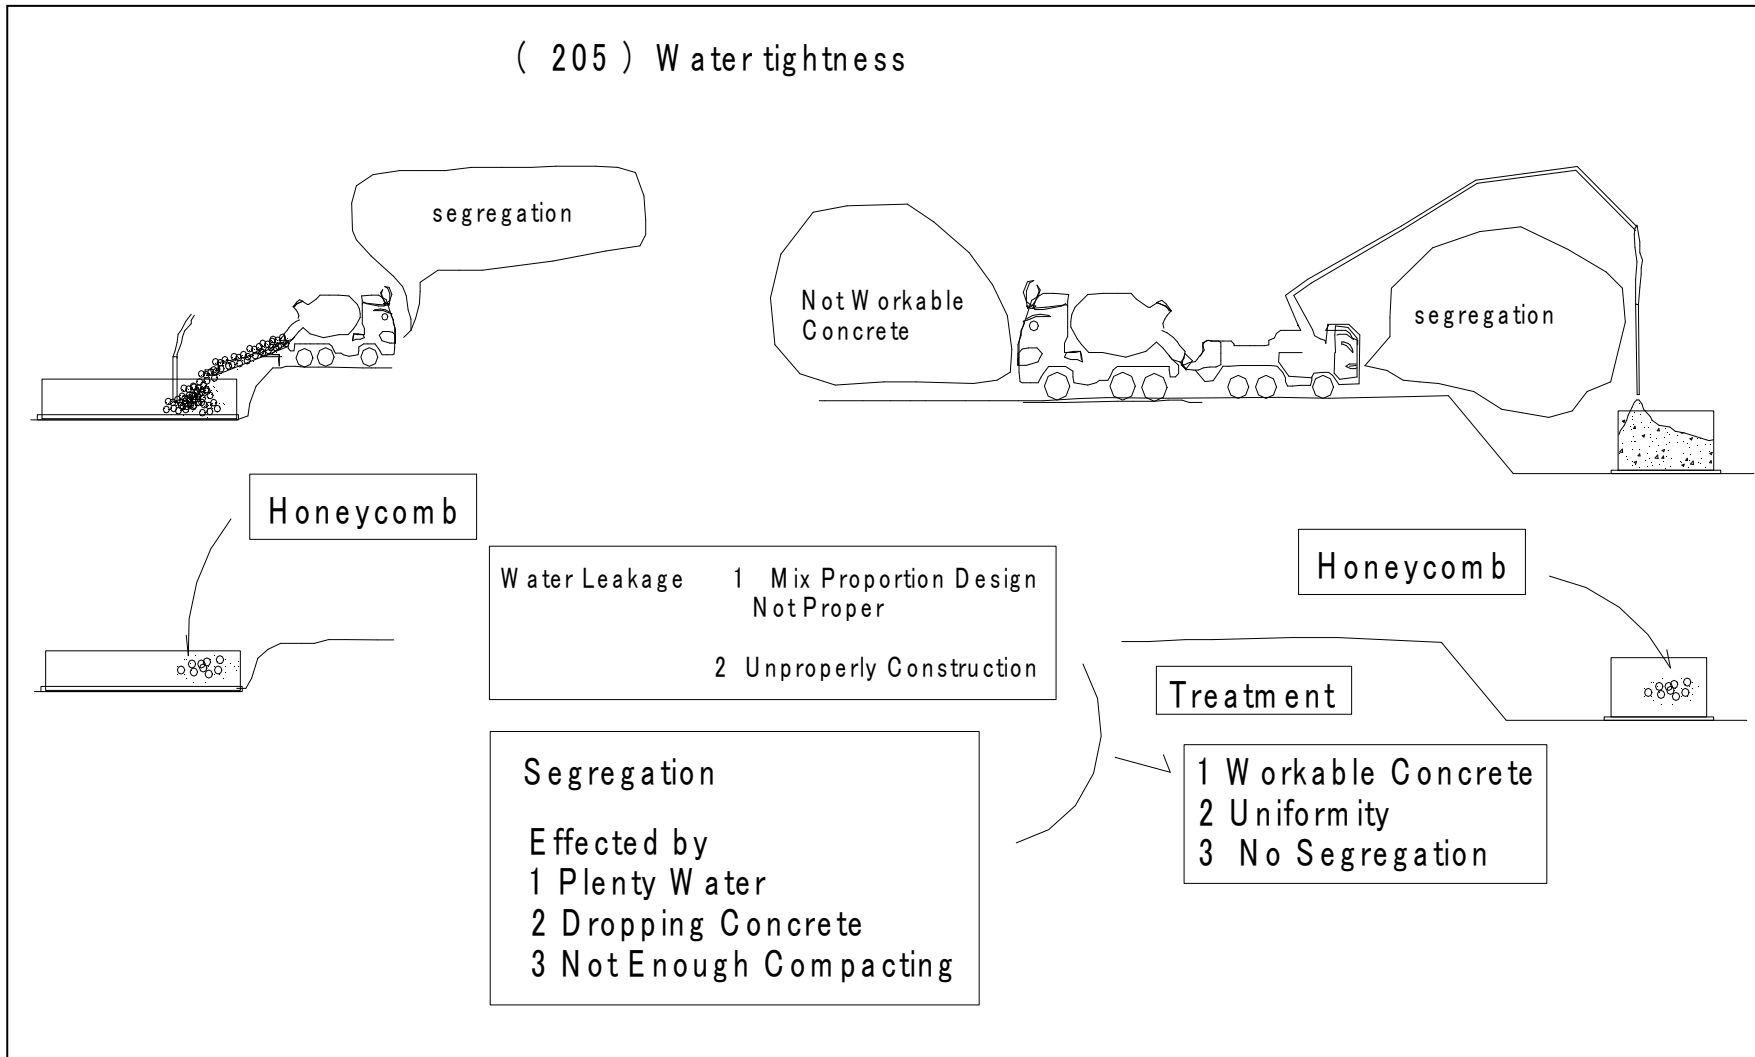 ( 205 ) Water tightness
segregation
Not Workable
Concrete
segregation
Honeycomb
Honeycomb
Water Leakage 1 Mix Proportion Design
Not Proper
2 Unproperly Construction
Treatment
Segregation
Effected by
1 Plenty Water
2 Dropping Concrete
3 Not Enough Compacting
1 Workable Concrete
2 Uniformity
3 No Segregation